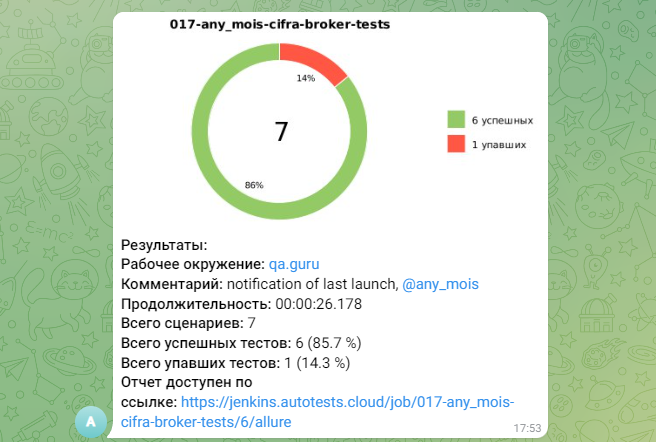 017-any_mois-cifra-broker-tests
14%
7
6 успешных
1 упавших
86%
Результаты:
Рабочее окружение: qa.guru
Комментарий: notification of last launch, @any_mois
Продолжительность: 00:00:26.178
Всего сценариев: 7
Всего успешных тестов: 6 (85.7 %)
Всего упавших тестов: 1 (14.3 %)
Отчет доступен по
ссылке: https://jenkins.autotests.cloud/job/017-any_mois-
cifra-broker-tests/6/allure
A
17:53